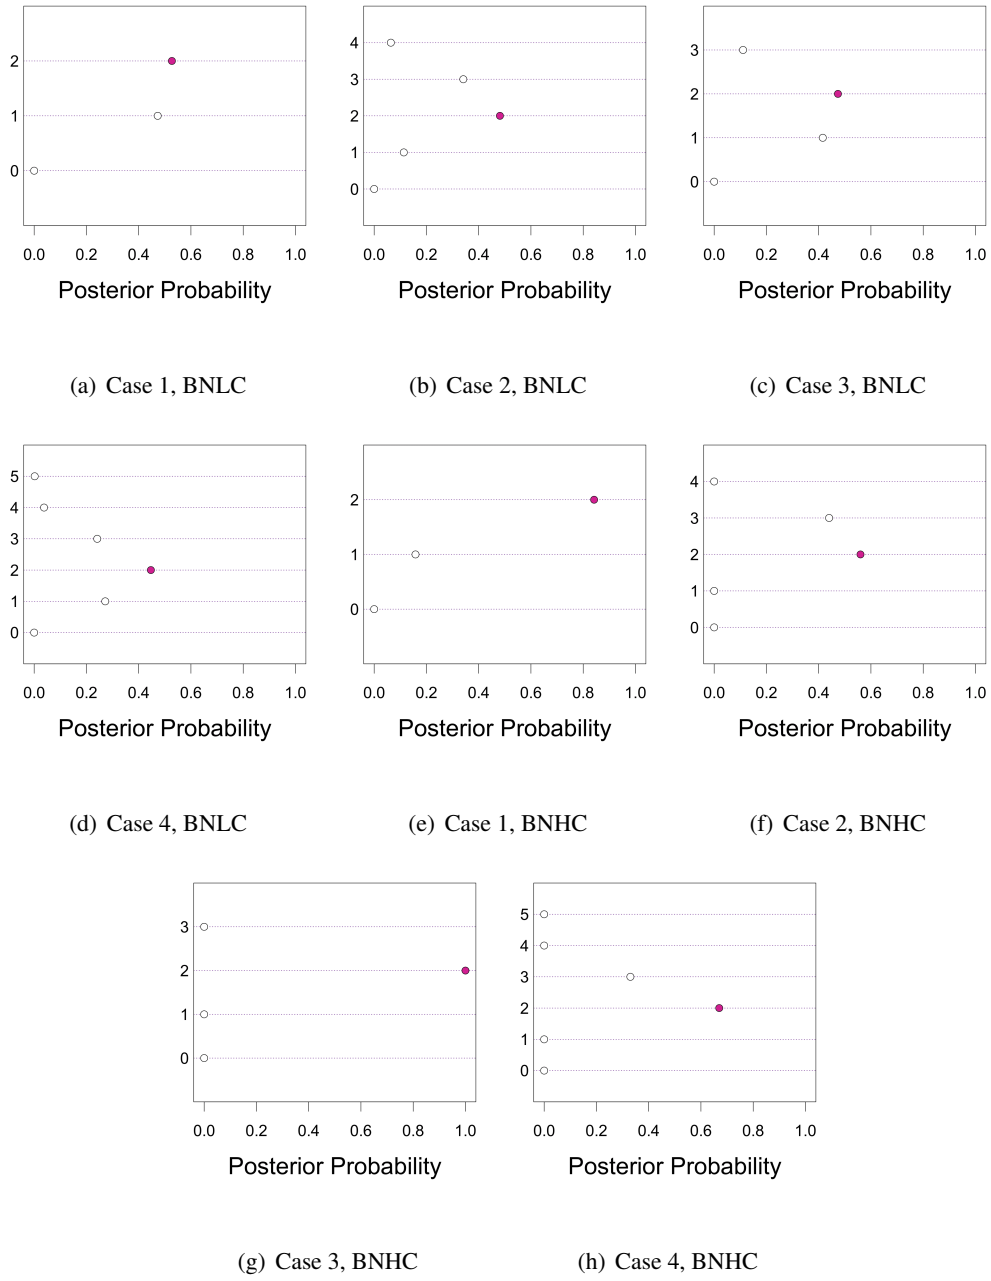 2
1
0
0.0 0.2 0.4 0.6 0.8 1.0
Posterior Probability
(a) Case 1, BNLC
4
3
2
1
0
0.0 0.2 0.4 0.6 0.8 1.0
Posterior Probability
(b) Case 2, BNLC
3
2
1
0
0.0 0.2 0.4 0.6 0.8 1.0
Posterior Probability
(c) Case 3, BNLC
5
4
3
2
1
0
0.0 0.2 0.4 0.6 0.8 1.0
Posterior Probability
(d) Case 4, BNLC
2
1
0
0.0 0.2 0.4 0.6 0.8 1.0
Posterior Probability
(e) Case 1, BNHC
4
3
2
1
0
0.0 0.2 0.4 0.6 0.8 1.0
Posterior Probability
(f) Case 2, BNHC
3
2
1
0
0.0 0.2 0.4 0.6 0.8 1.0
Posterior Probability
(g) Case 3, BNHC
5
4
3
2
1
0
0.0 0.2 0.4 0.6 0.8 1.0
Posterior Probability
(h) Case 4, BNHC